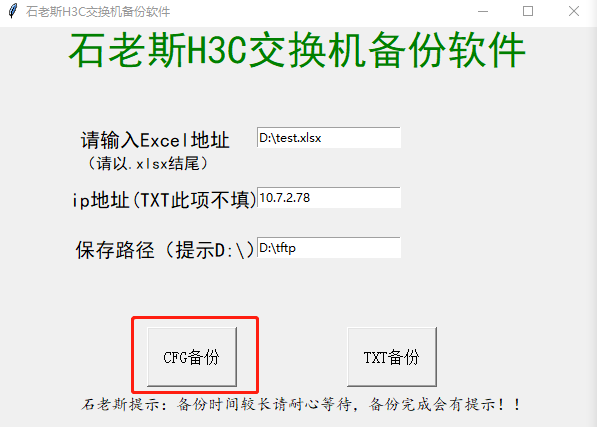 石老斯H3C交换机备份软件
石老斯H3C交换机备份软件
请输入Excel地址 D:\test.xlsx
（请以.xlsx结尾）
ip地址(TXT此项不填) 10.7.2.78
保存路径（提示D:\） D:\tftp
CFG备份 TXT备份
石老斯提示：备份时间较长请耐心等待，备份完成会有提示！！